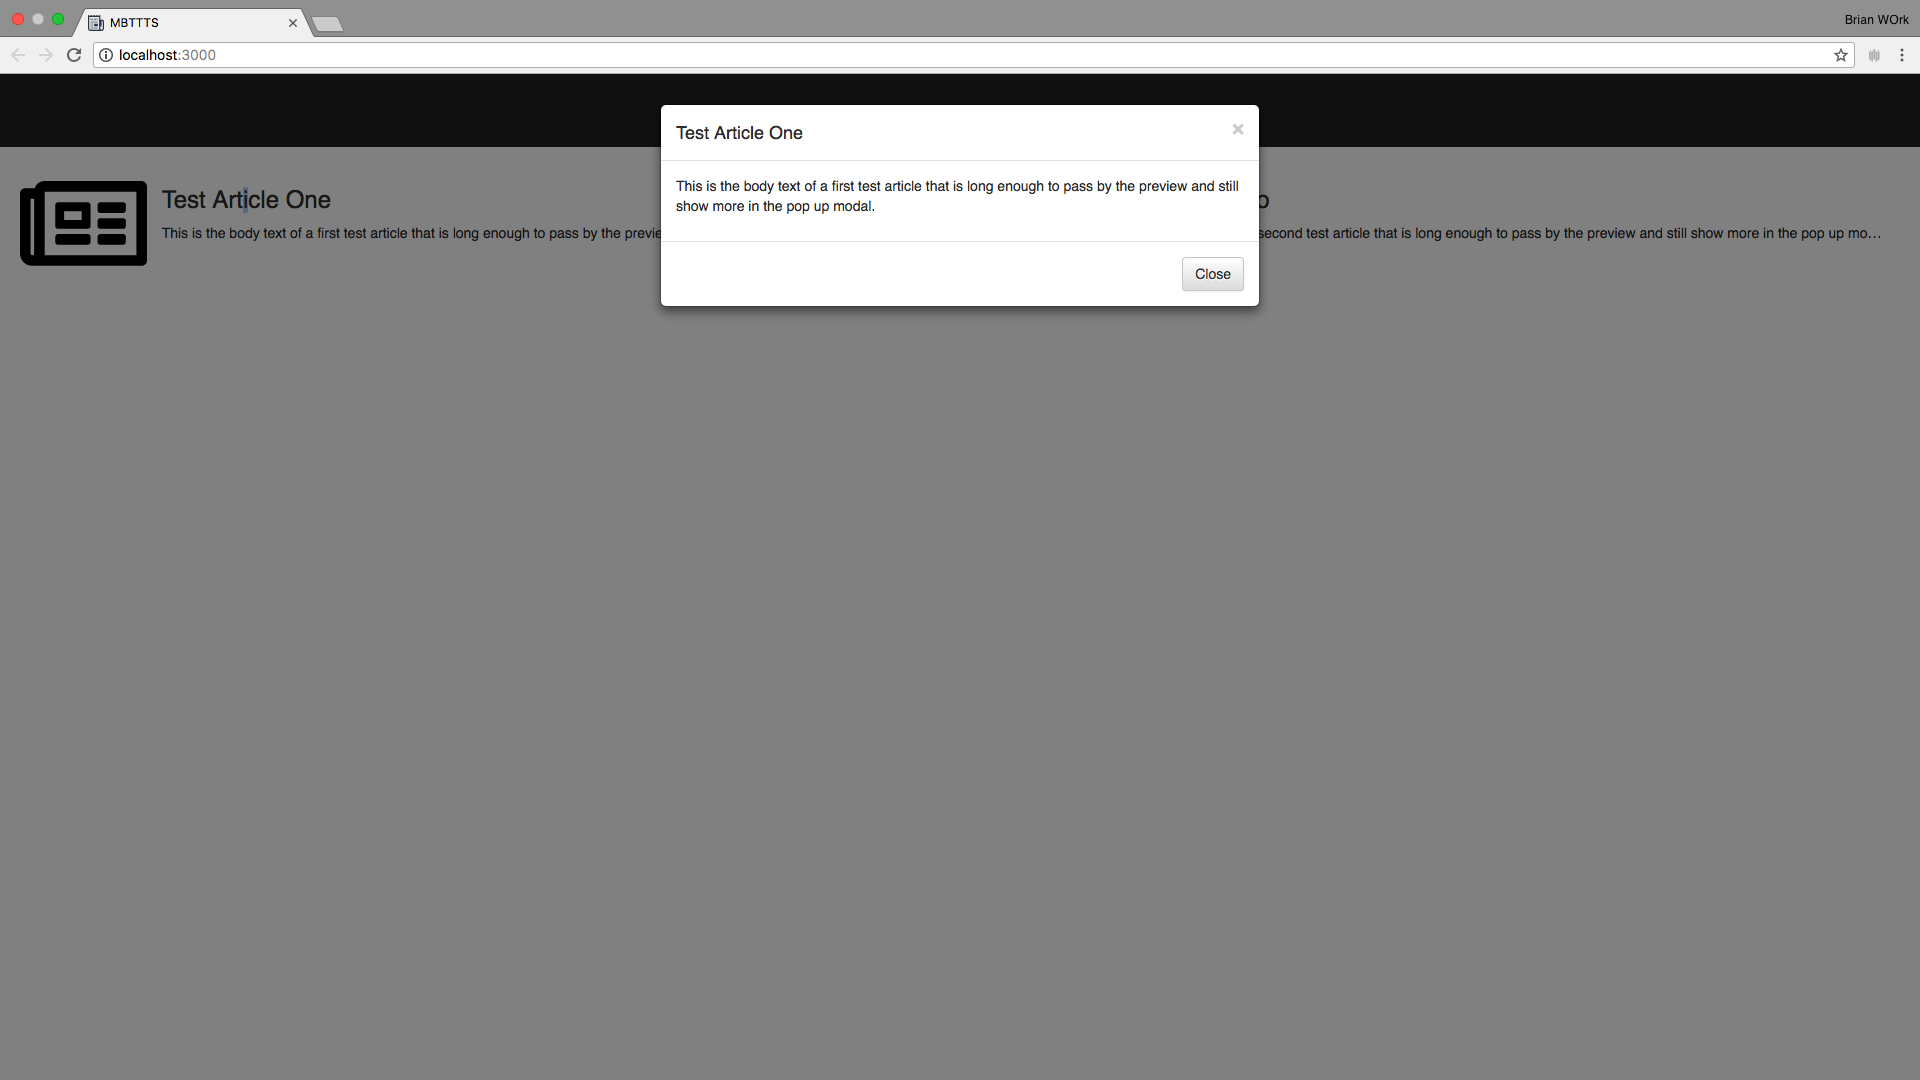 MBTTTS
Brian WOrk
localhost:3000
Test Article One
×
This is the body text of a first test article that is long enough to pass by the preview and still
show more in the pop up modal.
Close
Test Article One
This is the body text of a first test article that is long enough to pass by the
second test article that is long enough to pass by the preview and still show more in the pop up mo…